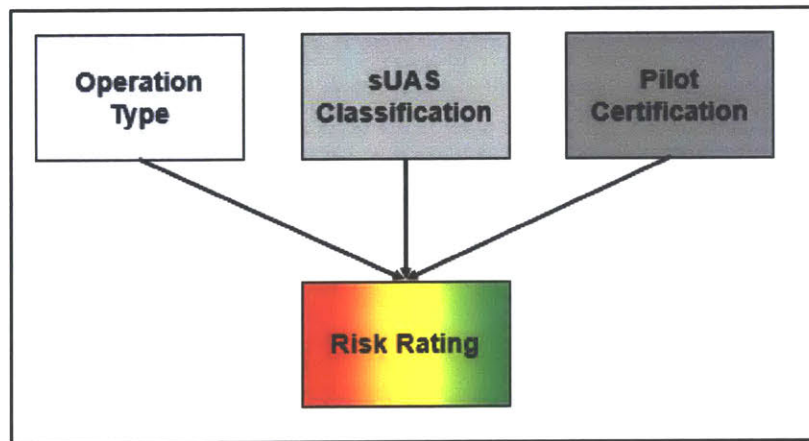 Operation
Type
sUAS
Classification
Pilot
Certification
Risk Rating